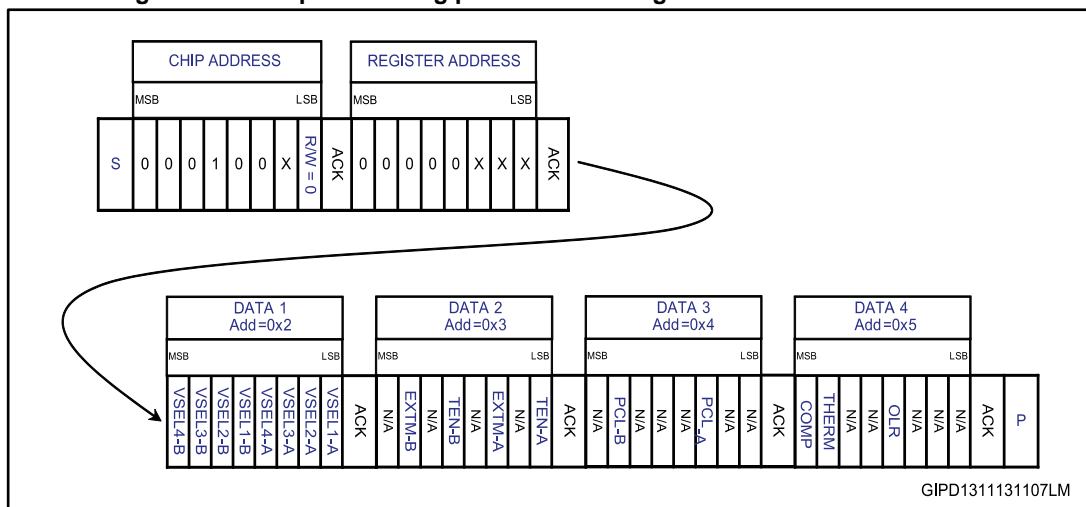 CHIP ADDRESS REGISTER ADDRESS
MSB LSB MSB LSB
S 0 0 0 1 0 0 X R/W = 0 ACK 0 0 0 0 0 X X X ACK
DATA 1 DATA 2 DATA 3 DATA 4
Add=0x2 Add=0x3 Add=0x4 Add=0x5
MSB LSB MSB LSB MSB LSB MSB LSB
VSEL4-B VSEL3-B VSEL2-B VSEL1-B VSEL4-A VSEL3-A VSEL2-A VSEL1-A ACK N/A EXTM-B N/A TEN-B N/A EXTM-A N/A TEN-A ACK N/A PCL-B N/A N/A N/A PCL-A N/A N/A ACK COMP THERM N/A N/A OLR N/A N/A N/A ACK P
GIPD1311131107LM